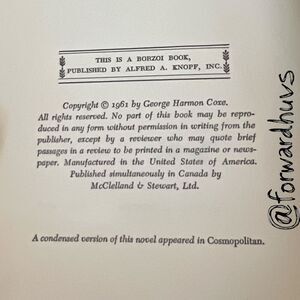 THIS IS A BORZOI BOOK,
PUBLISHED BY ALFRED A. KNOPF, INC.
Copyright © 1961 by George Harmon Coxe.
All rights reserved. No part of this book may be repro-
duced in any form without permission in writing from the
publisher, except by a reviewer who may quote brief
passages in a review to be printed in a magazine or news-
paper. Manufactured in the United States of America.
Published simultaneously in Canada by
McClelland & Stewart, Ltd.
A condensed version of this novel appeared in Cosmopolitan.
@forwardhuvs